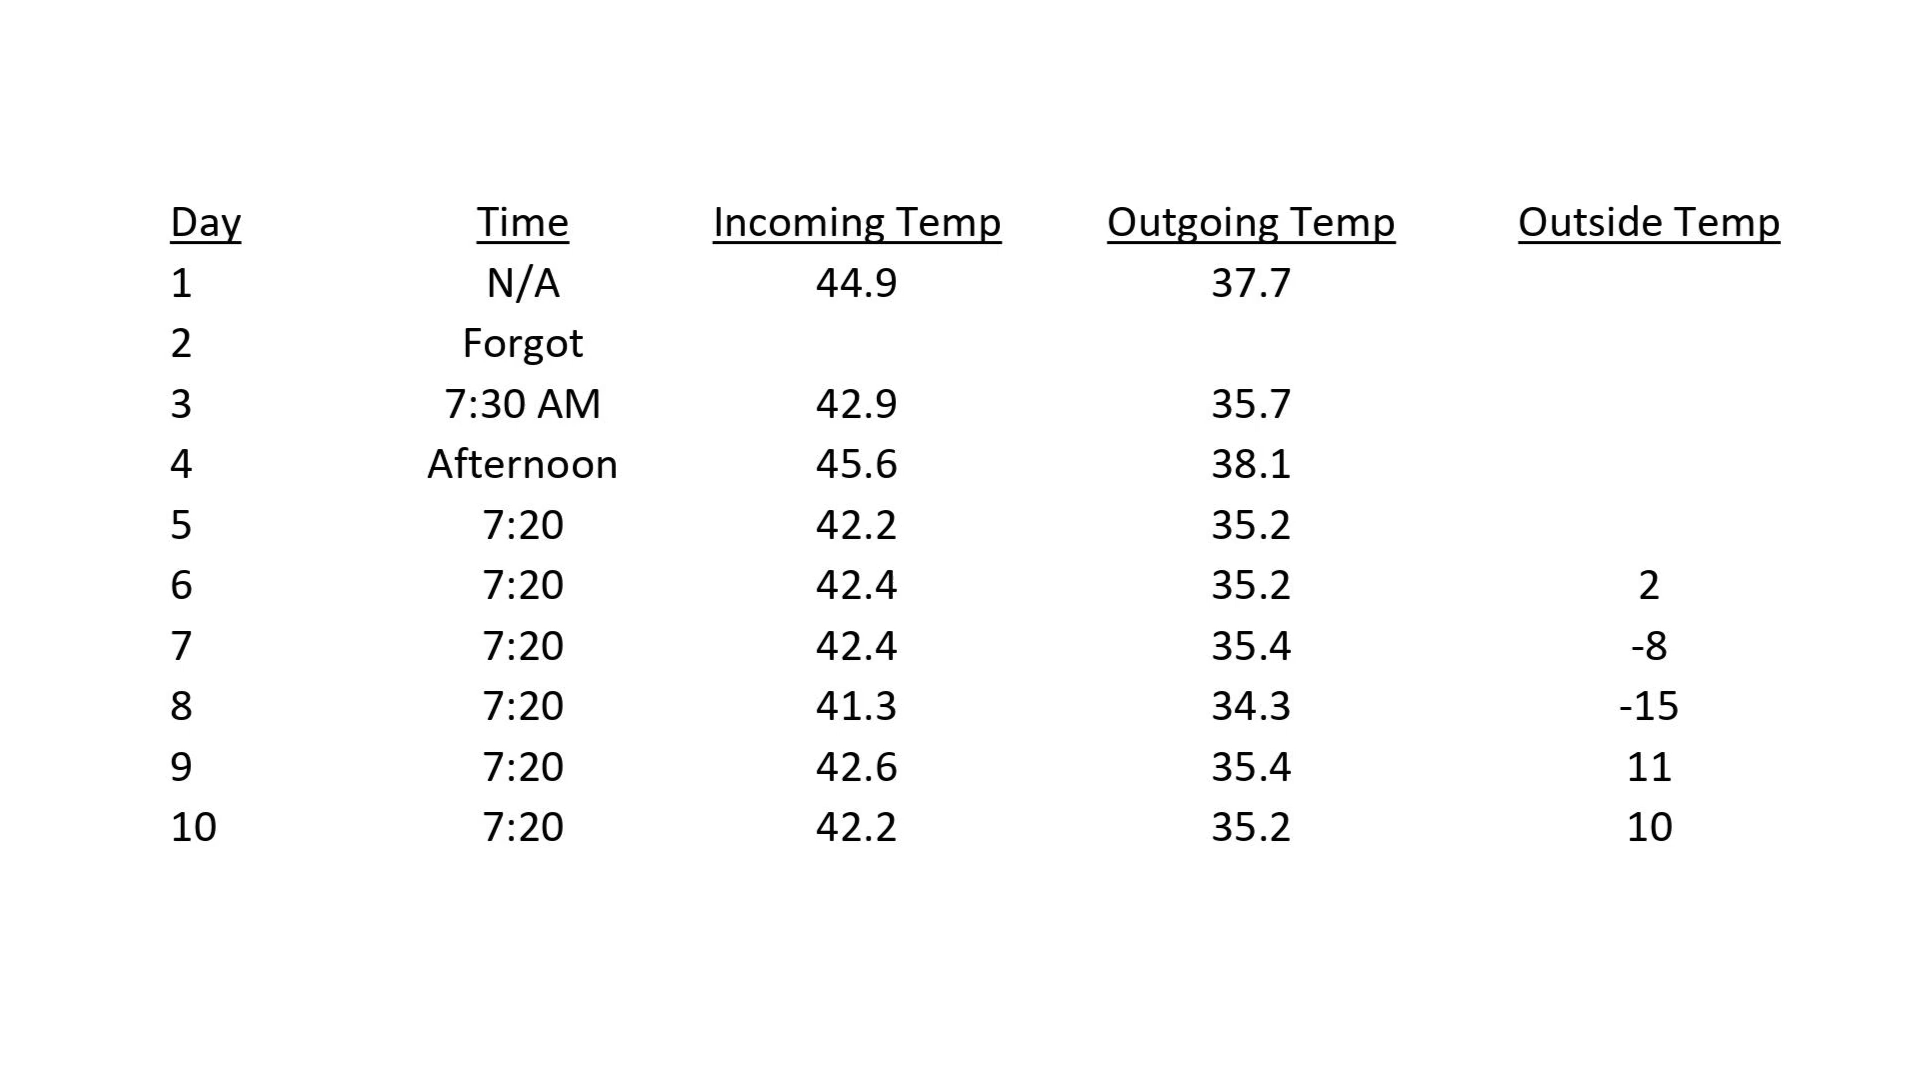 Day Time Incoming Temp Outgoing Temp Outside Temp
1 N/A 44.9 37.7
2 Forgot
3 7:30 AM 42.9 35.7
4 Afternoon 45.6 38.1
5 7:20 42.2 35.2
6 7:20 42.4 35.2 2
7 7:20 42.4 35.4 -8
8 7:20 41.3 34.3 -15
9 7:20 42.6 35.4 11
10 7:20 42.2 35.2 10